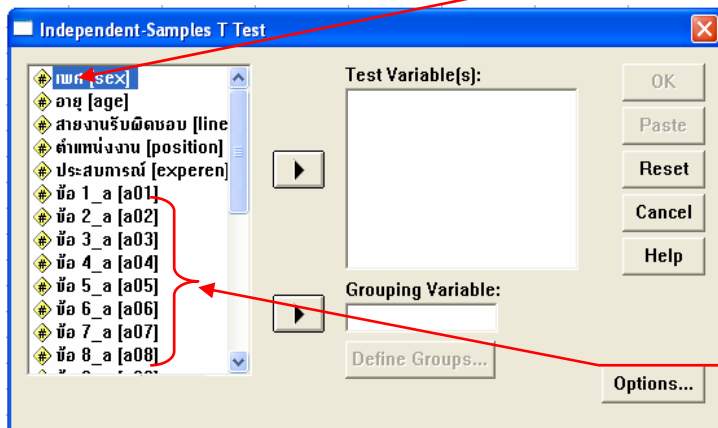 Independent-Samples T Test
เพศ [sex]
อายุ [age]
สายงานรับผิดชอบ [line
ตำแหน่งงาน [position]
ประสบการณ์ [experen]
ข้อ 1_a [a01]
ข้อ 2_a [a02]
ข้อ 3_a [a03]
ข้อ 4_a [a04]
ข้อ 5_a [a05]
ข้อ 6_a [a06]
ข้อ 7_a [a07]
ข้อ 8_a [a08]
Test Variable(s):
Grouping Variable:
Define Groups...
OK
Paste
Reset
Cancel
Help
Options...